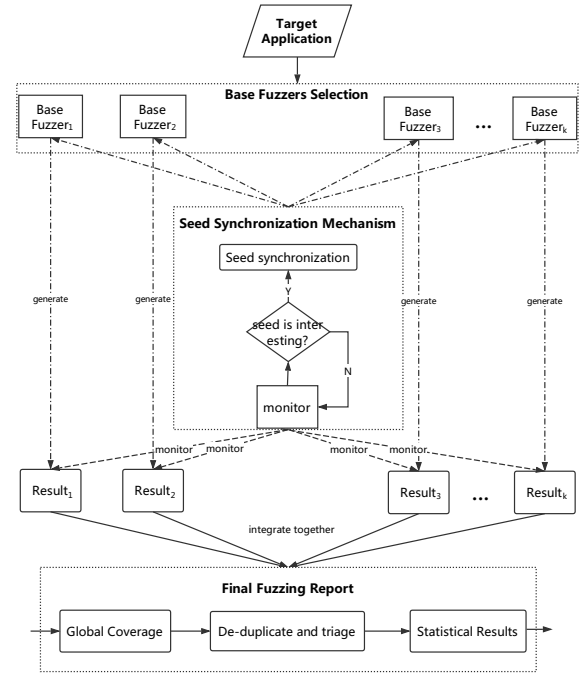 Target
Application
Base Fuzzers Selection
Base
Fuzzer₁
Base
Fuzzer₂
Base
Fuzzer₃
...
Base
Fuzzerₖ
Seed Synchronization Mechanism
Seed synchronization
Y
generate
generate
generate
generate
seed is inter
esting?
N
monitor
monitor
monitor
monitor
monitor
Result₁
Result₂
Result₃
...
Resultₖ
integrate together
Final Fuzzing Report
Global Coverage
De-duplicate and triage
Statistical Results